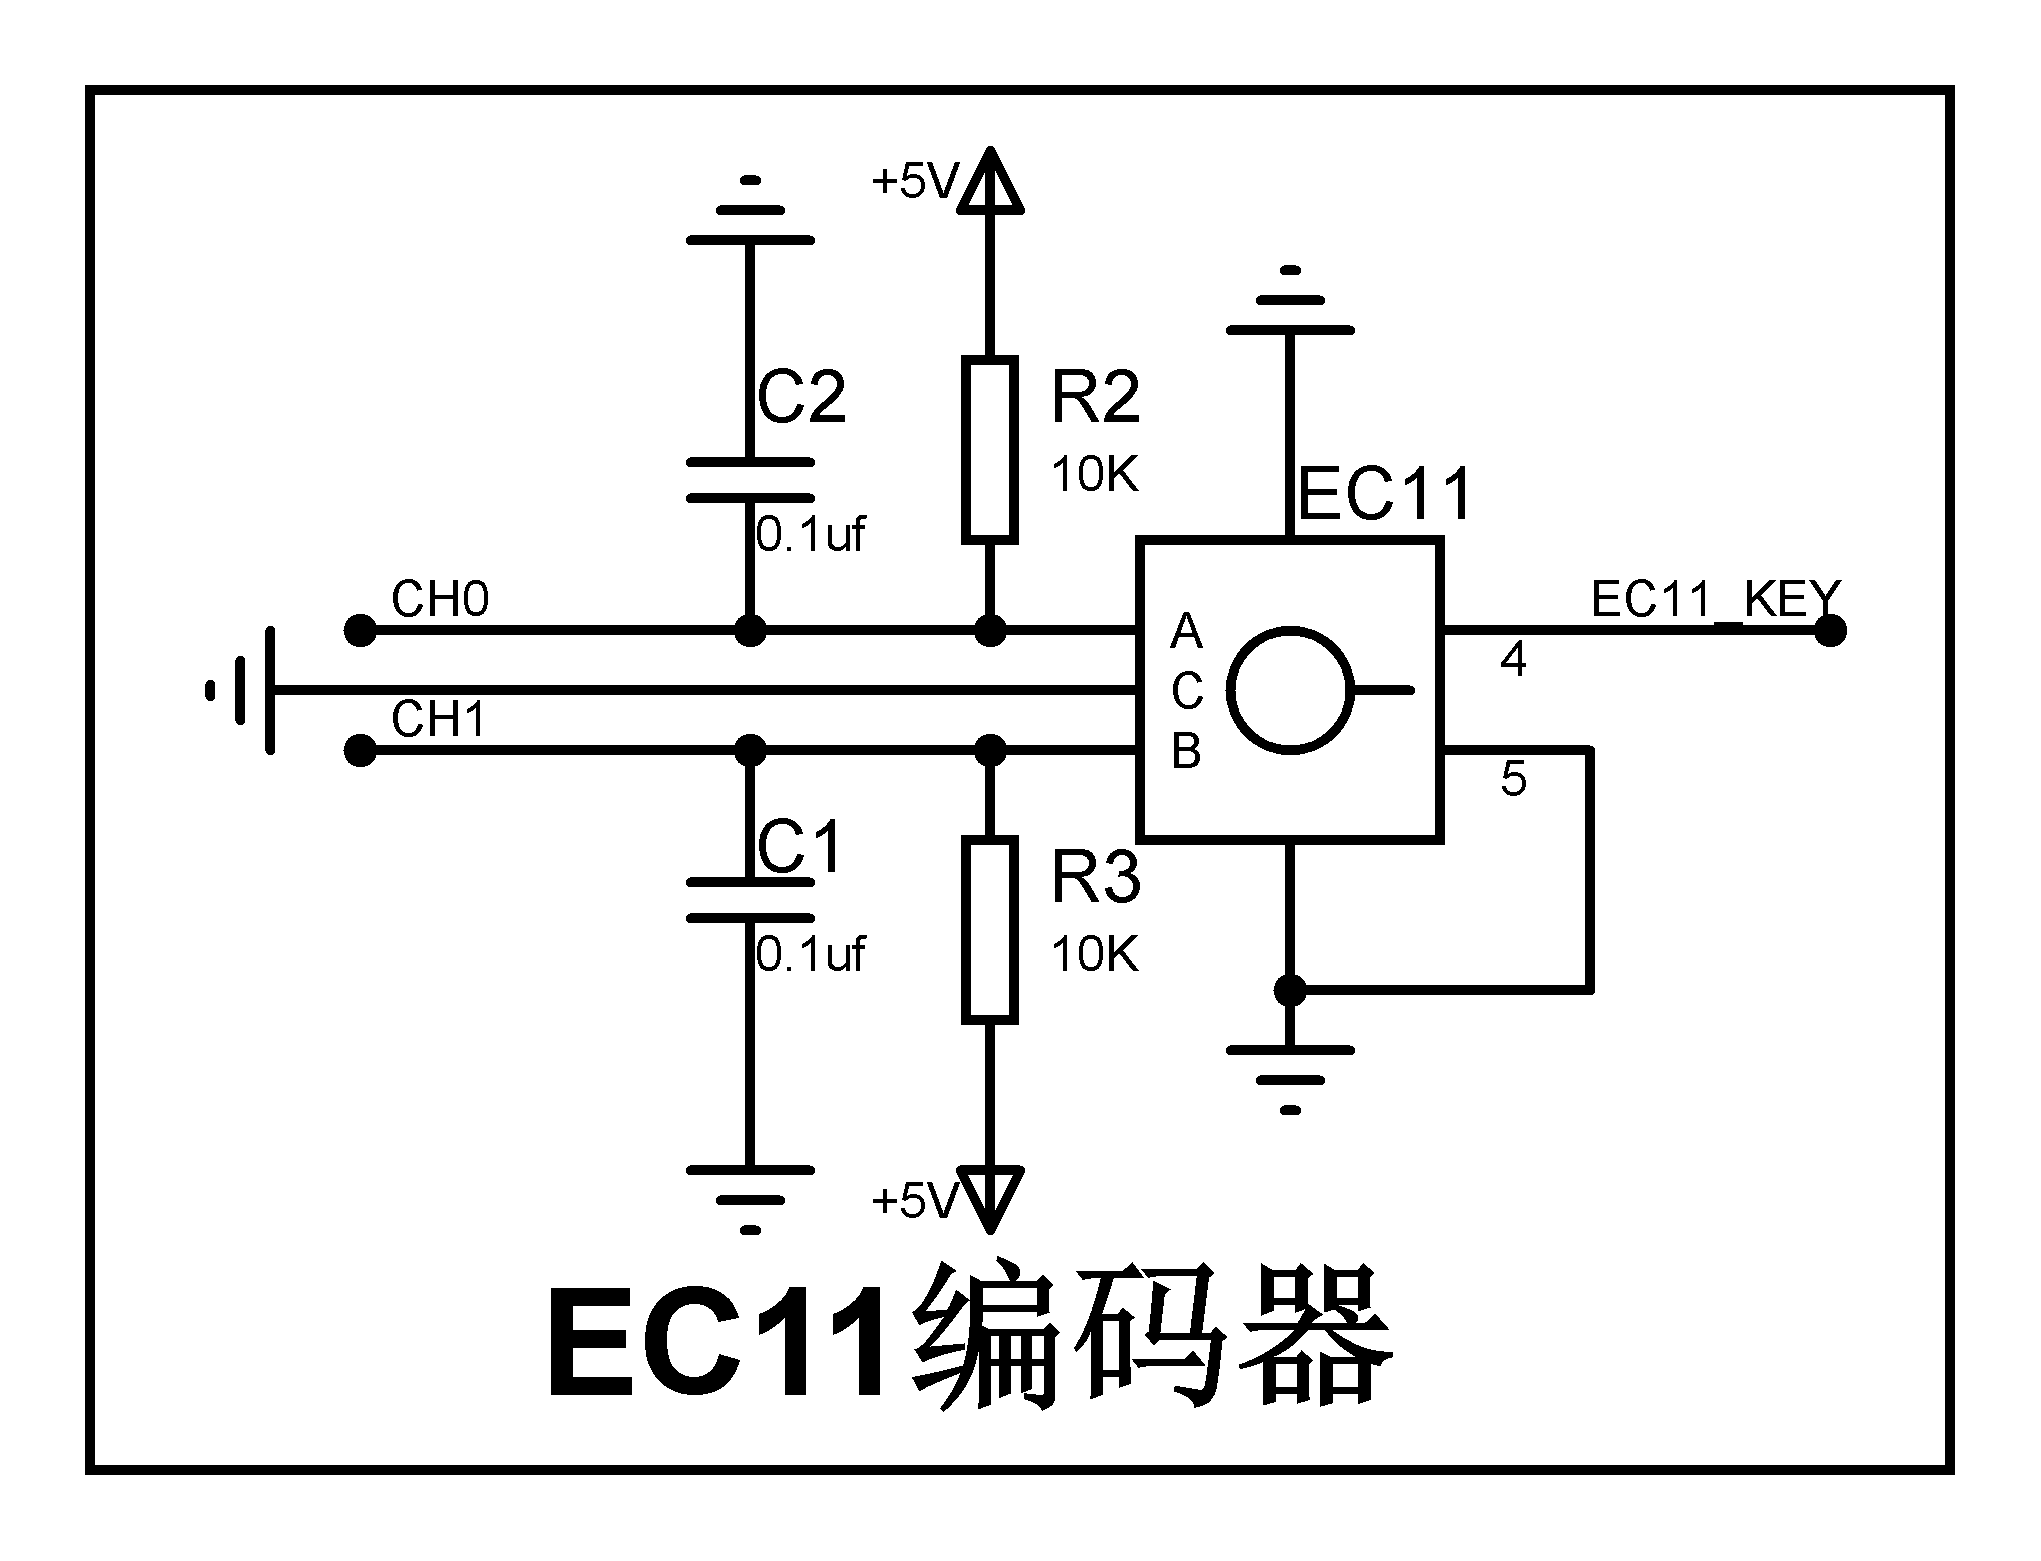 +5V
C2
0.1uf
R2
10K
EC11
CH0
A
EC11_KEY
4
C
CH1
B
5
C1
0.1uf
R3
10K
+5V
EC11编码器